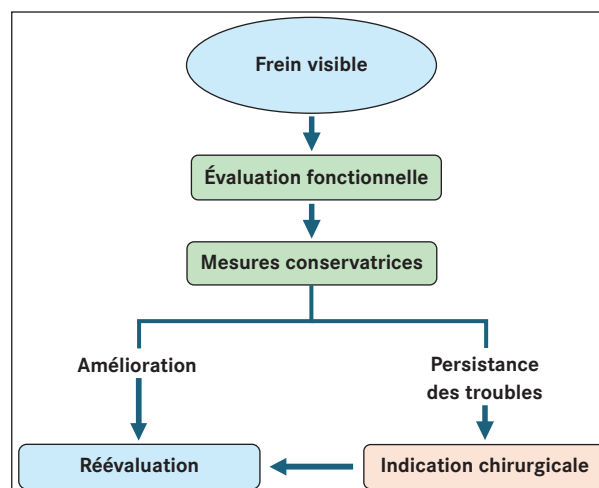 Frein visible
Évaluation fonctionnelle
Mesures conservatrices
Amélioration
Persistance
des troubles
Réévaluation
Indication chirurgicale